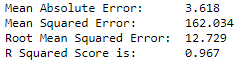 Mean Absolute Error: 3.618
Mean Squared Error: 162.034
Root Mean Squared Error: 12.729
R Squared Score is: 0.967